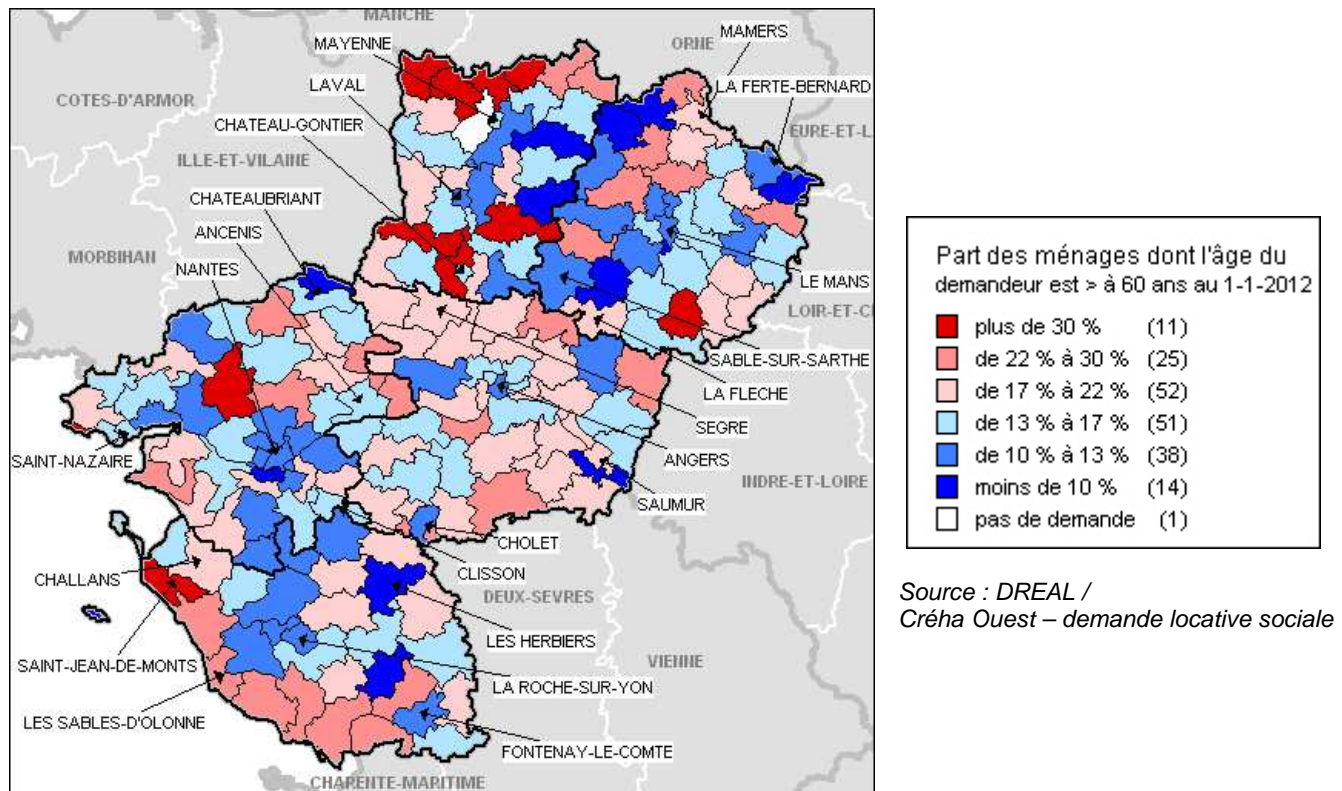 MANCHE
MAYENNE
ORNE
MAMERS
LAVAL
LA FERTE-BERNARD
COTES-D'ARMOR
CHATEAU-GONTIER
EURE-ET-L
ILLE-ET-VILAINE
CHATEAUBRIANT
ANCENIS
MORBIHAN
NANTES
LE MANS
LOIR-ET-C
SABLE-SUR-SARTHE
LA FLECHE
SEGRE
SAINT-NAZAIRE
ANGERS
INDRE-ET-LOIRE
SAUMUR
CHOLET
CHALLANS
CLISSON
DEUX-SEVRES
LES HERBIERS
SAINT-JEAN-DE-MONTS
VIENNE
LA ROCHE-SUR-YON
LES SABLES-D'OLONNE
FONTENAY-LE-COMTE
CHARENTE-MARITIME
Part des ménages dont l'âge du
demandeur est > à 60 ans au 1-1-2012
plus de 30 % (11)
de 22 % à 30 % (25)
de 17 % à 22 % (52)
de 13 % à 17 % (51)
de 10 % à 13 % (38)
moins de 10 % (14)
pas de demande (1)
Source : DREAL /
Créha Ouest – demande locative sociale